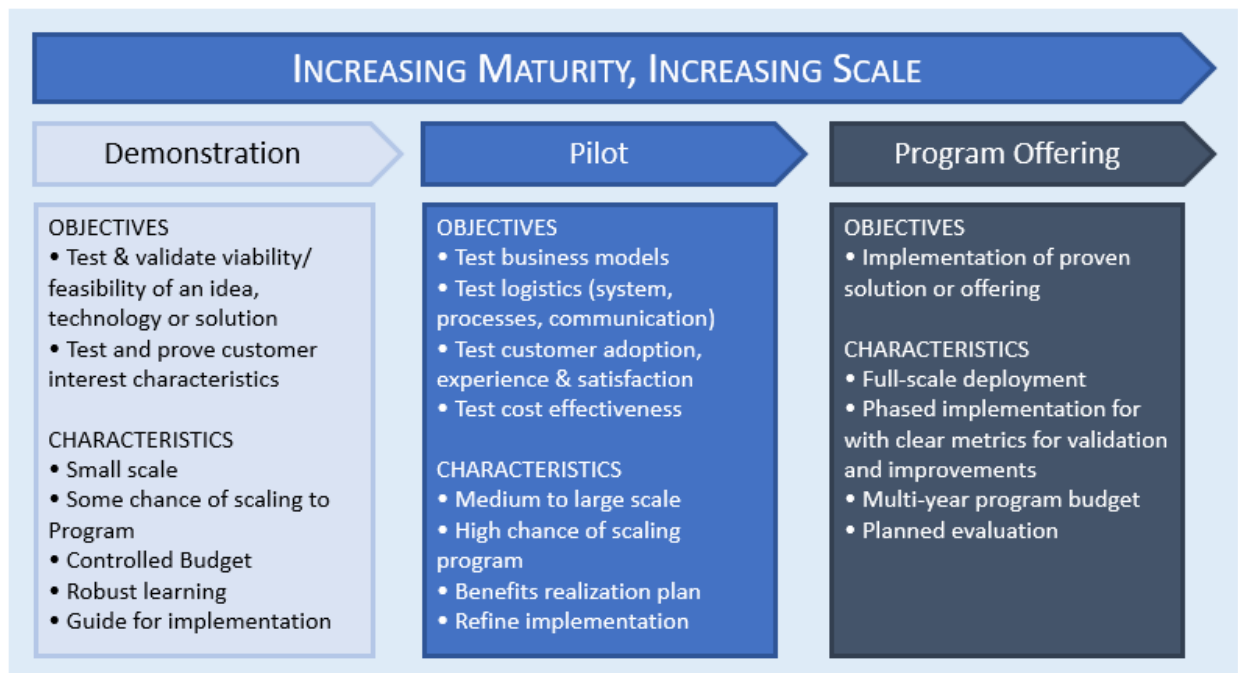 INCREASING MATURITY, INCREASING SCALE
Demonstration
OBJECTIVES
• Test & validate viability/
feasibility of an idea,
technology or solution
• Test and prove customer
interest characteristics
CHARACTERISTICS
• Small scale
• Some chance of scaling to
Program
• Controlled Budget
• Robust learning
• Guide for implementation
Pilot
OBJECTIVES
• Test business models
• Test logistics (system,
processes, communication)
• Test customer adoption,
experience & satisfaction
• Test cost effectiveness
CHARACTERISTICS
• Medium to large scale
• High chance of scaling
program
• Benefits realization plan
• Refine implementation
Program Offering
OBJECTIVES
• Implementation of proven
solution or offering
CHARACTERISTICS
• Full-scale deployment
• Phased implementation for
with clear metrics for validation
and improvements
• Multi-year program budget
• Planned evaluation